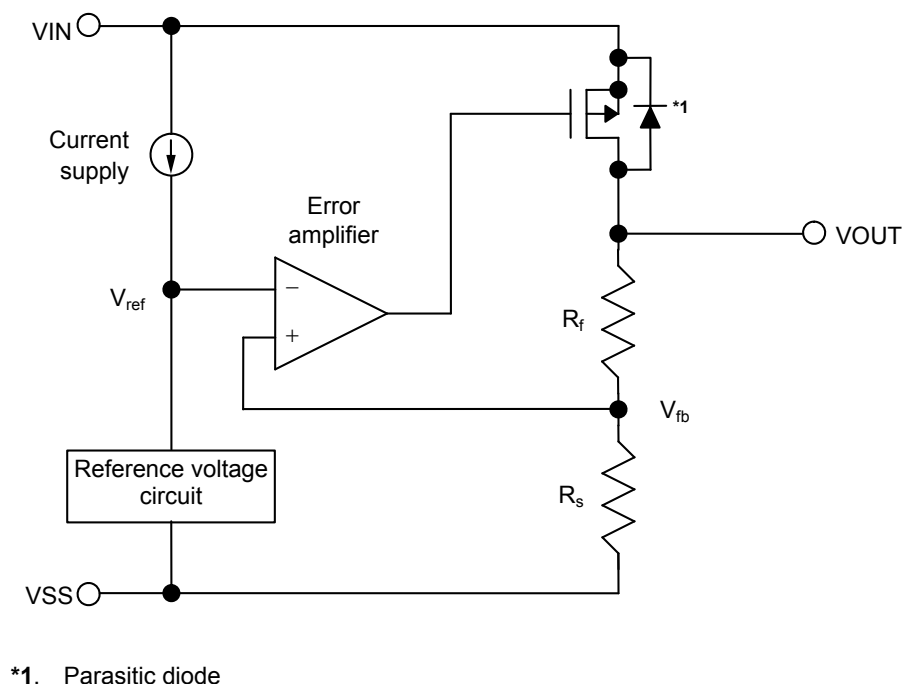 VIN
*1
Current
supply
Error
amplifier
VOUT
Vref
−
+
Rf
Vfb
Reference voltage
circuit
Rs
VSS
*1. Parasitic diode